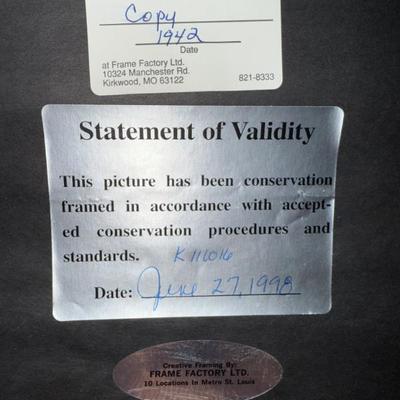 Copy
1942
Date
at Frame Factory Ltd.
10324 Manchester Rd.
Kirkwood, MO 63122
821-8333
Statement of Validity
This picture has been conservation
framed in accordance with accept-
ed conservation procedures and
standards. K111016
Date: June 27, 1998
Creative Framing By:
FRAME FACTORY LTD.
10 Locations In Metro St. Louis